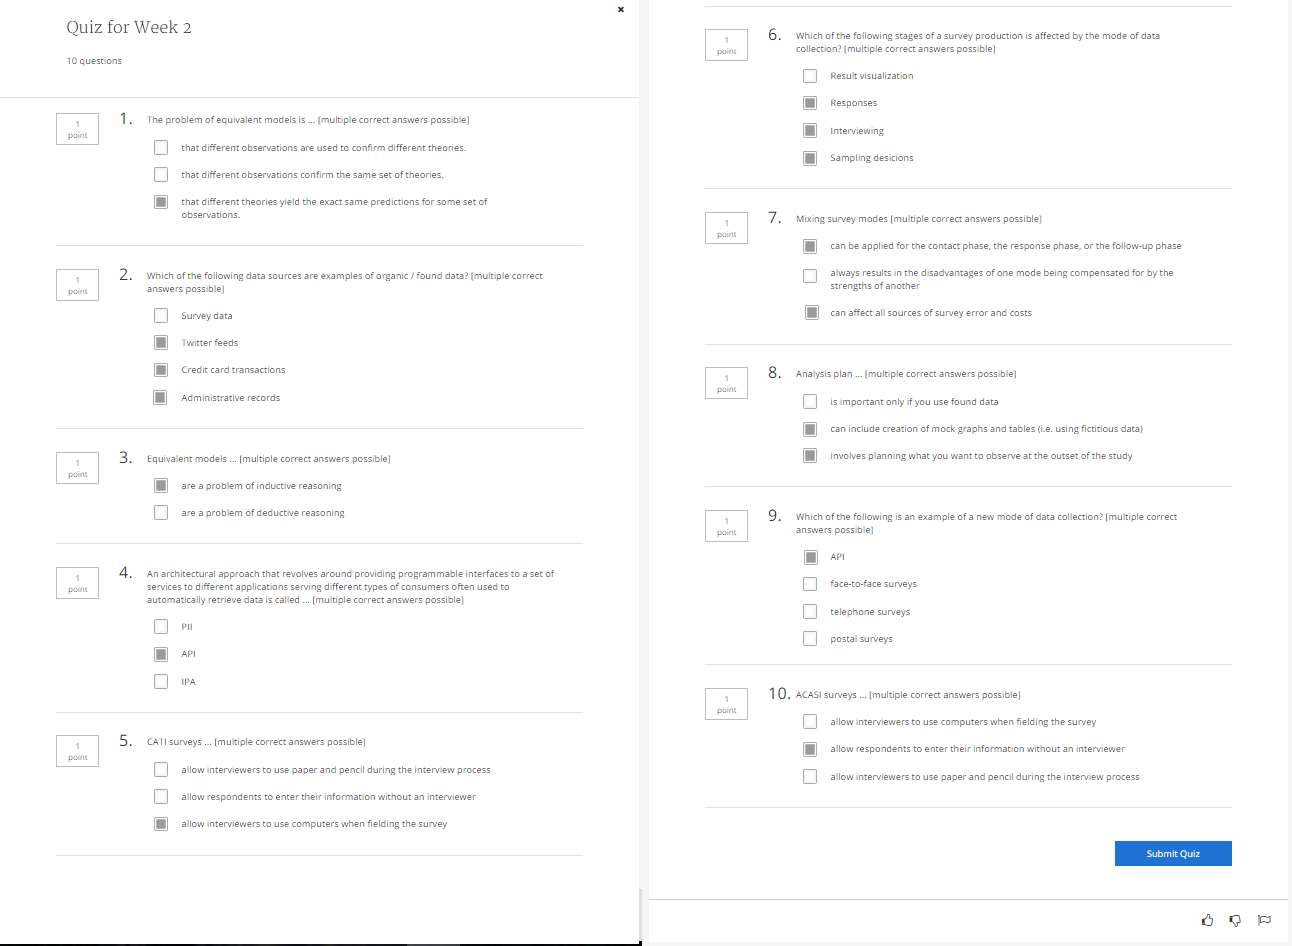 Quiz for Week 2
10 questions
1
point
1.
The problem of equivalent models is ... [multiple correct answers possible]
that different observations are used to confirm different theories.
that different observations confirm the same set of theories.
that different theories yield the exact same predictions for some set of
observations.
1
point
2.
Which of the following data sources are examples of organic / found data? [multiple correct
answers possible]
Survey data
Twitter feeds
Credit card transactions
Administrative records
1
point
3.
Equivalent models ... [multiple correct answers possible]
are a problem of inductive reasoning
are a problem of deductive reasoning
1
point
4.
An architectural approach that revolves around providing programmable interfaces to a set of
services to different applications serving different types of consumers often used to
automatically retrieve data is called ... [multiple correct answers possible]
PII
API
IPA
1
point
5.
CATI surveys ... [multiple correct answers possible]
allow interviewers to use paper and pencil during the interview process
allow respondents to enter their information without an interviewer
allow interviewers to use computers when fielding the survey
1
point
6.
Which of the following stages of a survey production is affected by the mode of data
collection? [multiple correct answers possible]
Result visualization
Responses
Interviewing
Sampling desicions
1
point
7.
Mixing survey modes [multiple correct answers possible]
can be applied for the contact phase, the response phase, or the follow-up phase
always results in the disadvantages of one mode being compensated for by the
strengths of another
can affect all sources of survey error and costs
1
point
8.
Analysis plan ... [multiple correct answers possible]
is important only if you use found data
can include creation of mock graphs and tables (i.e. using fictitious data)
involves planning what you want to observe at the outset of the study
1
point
9.
Which of the following is an example of a new mode of data collection? [multiple correct
answers possible]
API
face-to-face surveys
telephone surveys
postal surveys
1
point
10.
ACASI surveys ... [multiple correct answers possible]
allow interviewers to use computers when fielding the survey
allow respondents to enter their information without an interviewer
allow interviewers to use paper and pencil during the interview process
Submit Quiz